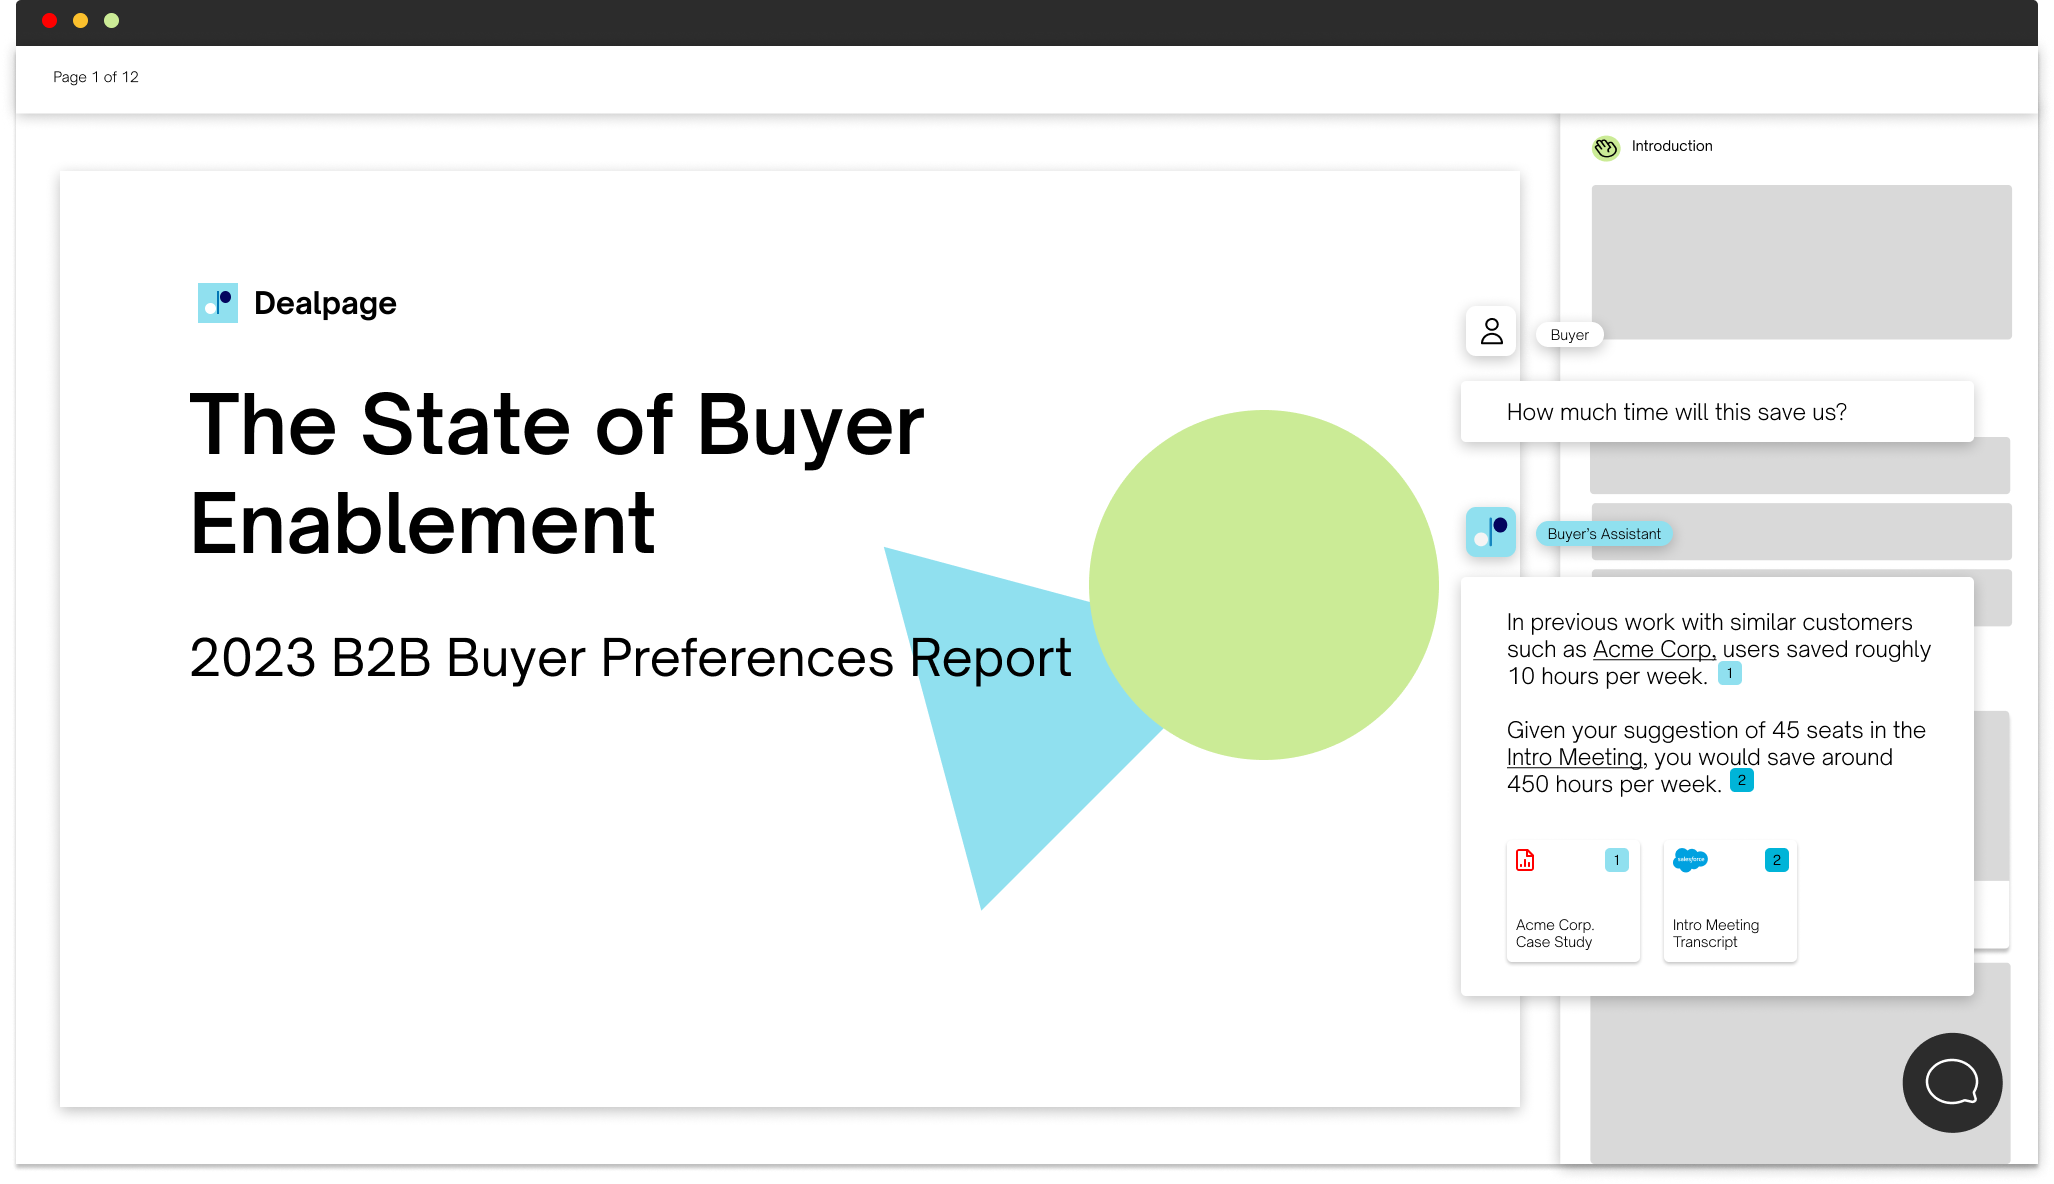 Page 1 of 12
Introduction
Dealpage
The State of Buyer
Enablement
2023 B2B Buyer Preferences Report
Buyer
How much time will this save us?
Buyer’s Assistant
In previous work with similar customers
such as Acme Corp, users saved roughly
10 hours per week. 1
Given your suggestion of 45 seats in the
Intro Meeting, you would save around
450 hours per week. 2
1
Acme Corp.
Case Study
salesforce 2
Intro Meeting
Transcript